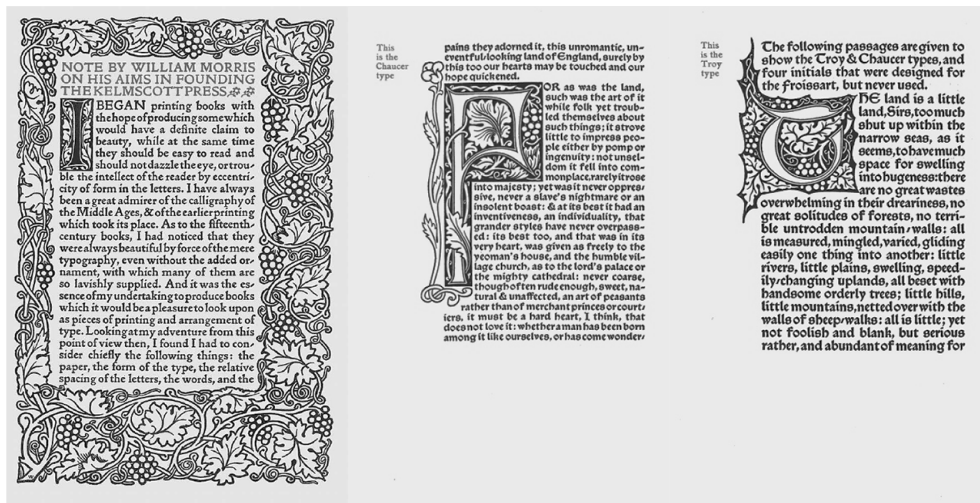 NOTE BY WILLIAM MORRIS
ON HIS AIMS IN FOUNDING
THE KELMSCOTT PRESS
I BEGAN printing books with
the hope of producing some which
would have a definite claim to
beauty, while at the same time
they should be easy to read and
should not dazzle the eye, or trou-
ble the intellect of the reader by eccentri-
city of form in the letters. I have always
been a great admirer of the calligraphy of
the Middle Ages, & of the earlier printing
which took its place. As to the fifteenth-
century books, I had noticed that they
were always beautiful by force of the mere
typography, even without the added or-
nament, with which many of them are
so lavishly supplied. And it was the es-
sence of my undertaking to produce books
which it would be a pleasure to look upon
as pieces of printing and arrangement of
type. Looking at my adventure from this
point of view then, I found I had to con-
sider chiefly the following things: the
paper, the form of the type, the relative
spacing of the letters, the words, and the
This
is the
Chaucer
type
pains they adorned it, this unromantic, un-
eventful-looking land of England, surely by
this too our hearts may be touched and our
hope quickened.
FOR as was the land,
such was the art of it
while folk yet troub-
led themselves about
such things; it strove
little to impress peo-
ple either by pomp or
ingenuity: not unsel-
dom it fell into com-
monplace, rarely it rose
into majesty; yet was it never oppres-
sive, never a slave's nightmare or an
insolent boast: & at its best it had an
inventiveness, an individuality, that
grander styles have never overpass-
ed: its best too, and that was in its
very heart, was given as freely to the
yeoman's house, and the humble vil-
lage church, as to the lord's palace or
the mighty cathedral: never coarse,
though often rude enough, sweet, na-
tural & unaffected, an art of peasants
rather than of merchant princes or court-
iers, it must be a hard heart, I think, that
does not love it: whether a man has been born
among it like ourselves, or has come wonder-
This
is the
Troy
type
The following passages are given to
show the Troy & Chaucer types, and
four initials that were designed for
the Froissart, but never used.
THE land is a little
land, Sirs, too much
shut up within the
narrow seas, as it
seems, to have much
space for swelling
into hugeness: there
are no great wastes
overwhelming in their dreariness, no
great solitudes of forests, no terri-
ble untrodden mountain-walls: all
is measured, mingled, varied, gliding
easily one thing into another: little
rivers, little plains, swelling, speed-
ily-changing uplands, all beset with
handsome orderly trees; little hills,
little mountains, netted over with the
walls of sheep-walks: all is little; yet
not foolish and blank, but serious
rather, and abundant of meaning for